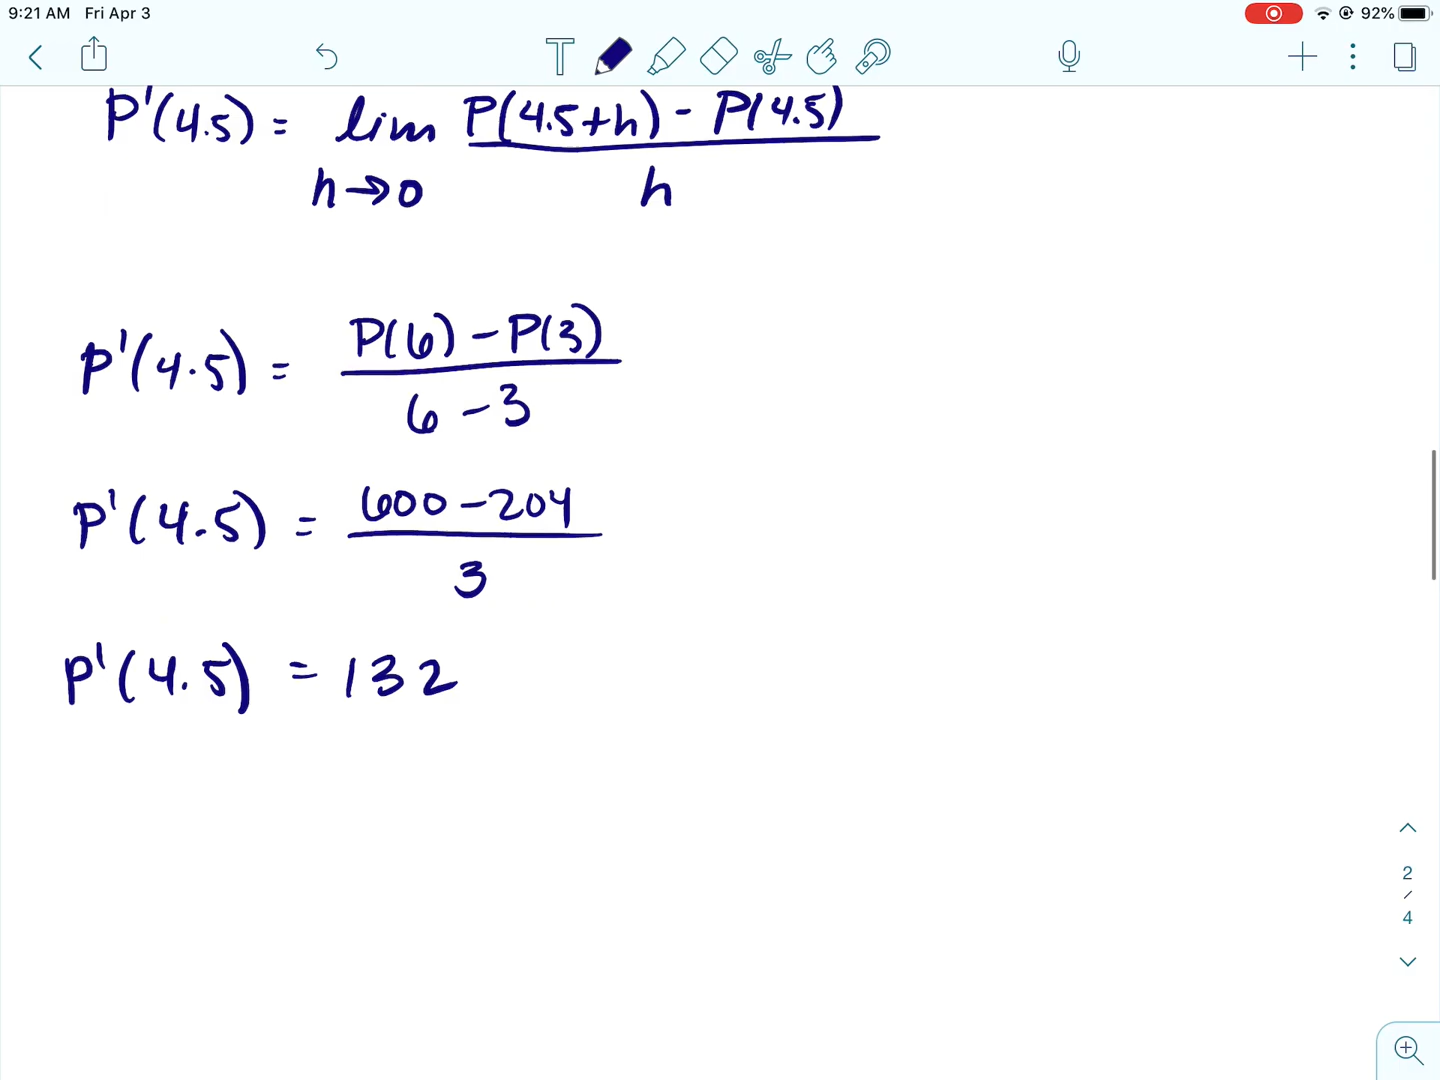 9:21 AM Fri Apr 3 92%
T
P'(4.5) = lim P(4.5+h) - P(4.5)
h→0 h
P'(4.5) = P(6) - P(3)
6 - 3
P'(4.5) = 600 - 204
3
P'(4.5) = 132
2
/
4